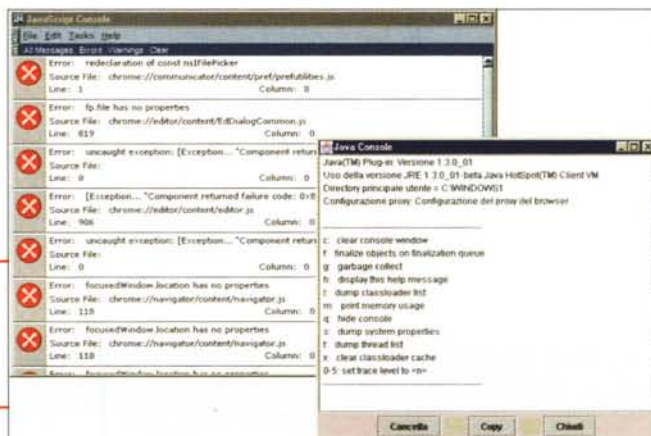 JavaScript Console
File Edit Tasks Help
All Messages Errors Warnings Clear
Error: redeclaration of const nsIFilePicker
Source File: chrome://communicator/content/pref/prefutilities.js
Line: 1 Column: 0
Error: fp.file has no properties
Source File: chrome://editor/content/EdDialogCommon.js
Line: 819 Column: 0
Error: uncaught exception: [Exception... "Component retur
Source File:
Line: 0 Column: 0
Error: [Exception... "Component returned failure code: 0x8
Source File: chrome://editor/content/editor.js
Line: 906 Column: 0
Error: uncaught exception: [Exception... "Component retur
Source File:
Line: 0 Column: 0
Error: focusedWindow.location has no properties
Source File: chrome://navigator/content/navigator.js
Line: 118 Column: 0
Error: focusedWindow.location has no properties
Source File: chrome://navigator/content/navigator.js
Line: 118 Column: 0
Error: focusedWindow.location has no properties
Java Console
Java(TM) Plug-in: Versione 1.3.0_01
Uso della versione JRE 1.3.0_01-beta Java HotSpot(TM) Client VM
Directory principale utente = C:\WINDOWS1
Configurazione proxy: Configurazione del proxy del browser
c: clear console window
f: finalize objects on finalization queue
g: garbage collect
h: display this help message
l: dump classloader list
m: print memory usage
q: hide console
s: dump system properties
t: dump thread list
x: clear classloader cache
0-5: set trace level to <n>
Cancella Copy Chiudi